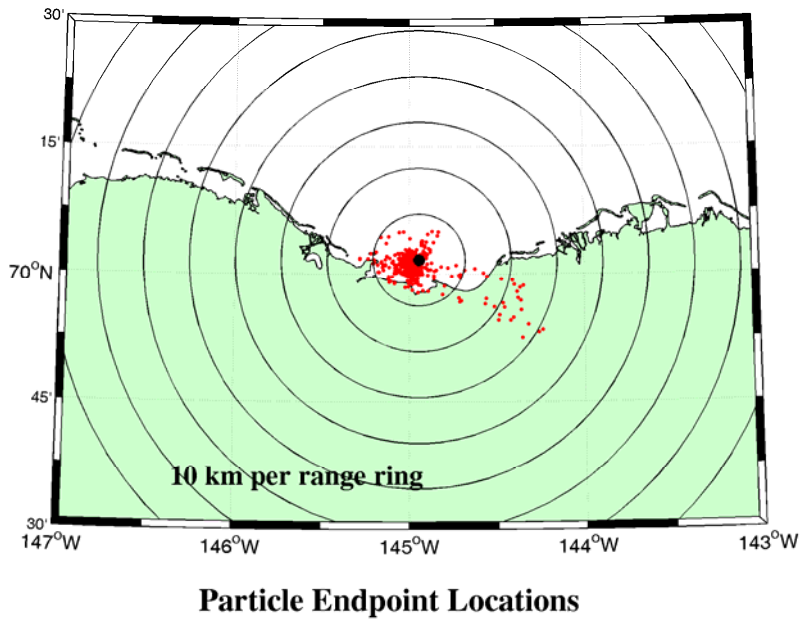 30'
15'
70°N
45'
10 km per range ring
30'
147°W 146°W 145°W 144°W 143°W
Particle Endpoint Locations